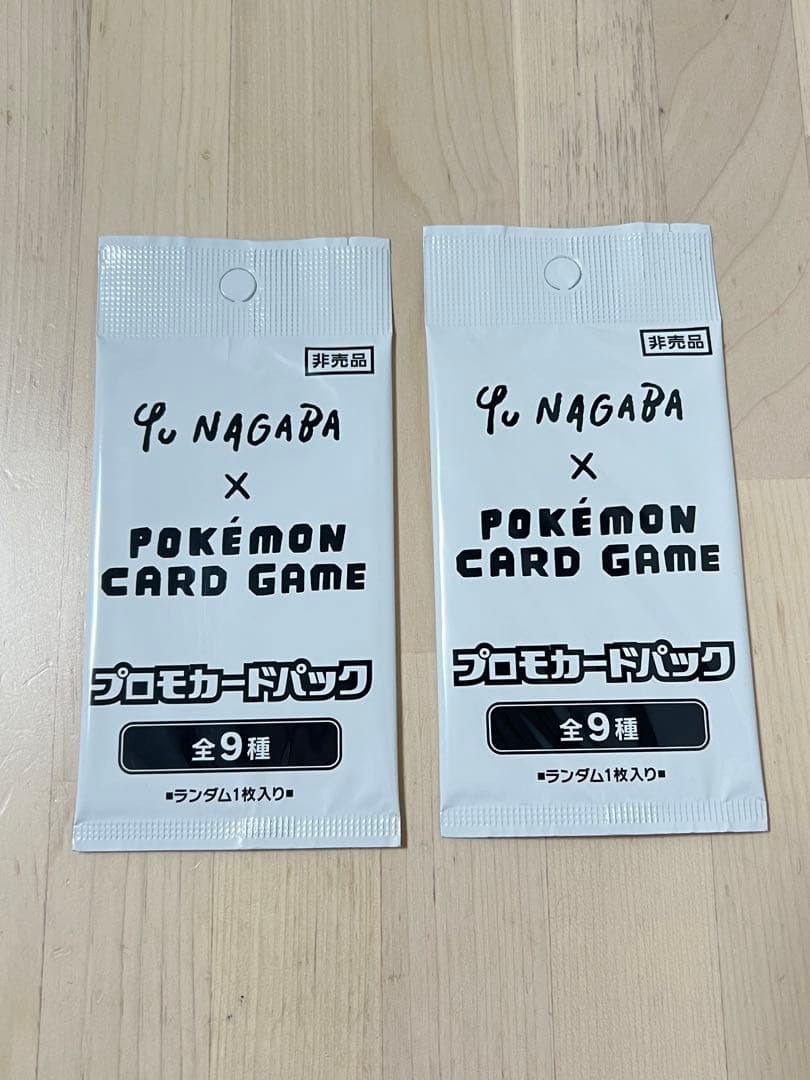 非売品
Yu NAGABA
×
POKÉMON
CARD GAME
プロモカードパック
全9種
■ランダム1枚入り■
非売品
Yu NAGABA
×
POKÉMON
CARD GAME
プロモカードパック
全9種
■ランダム1枚入り■